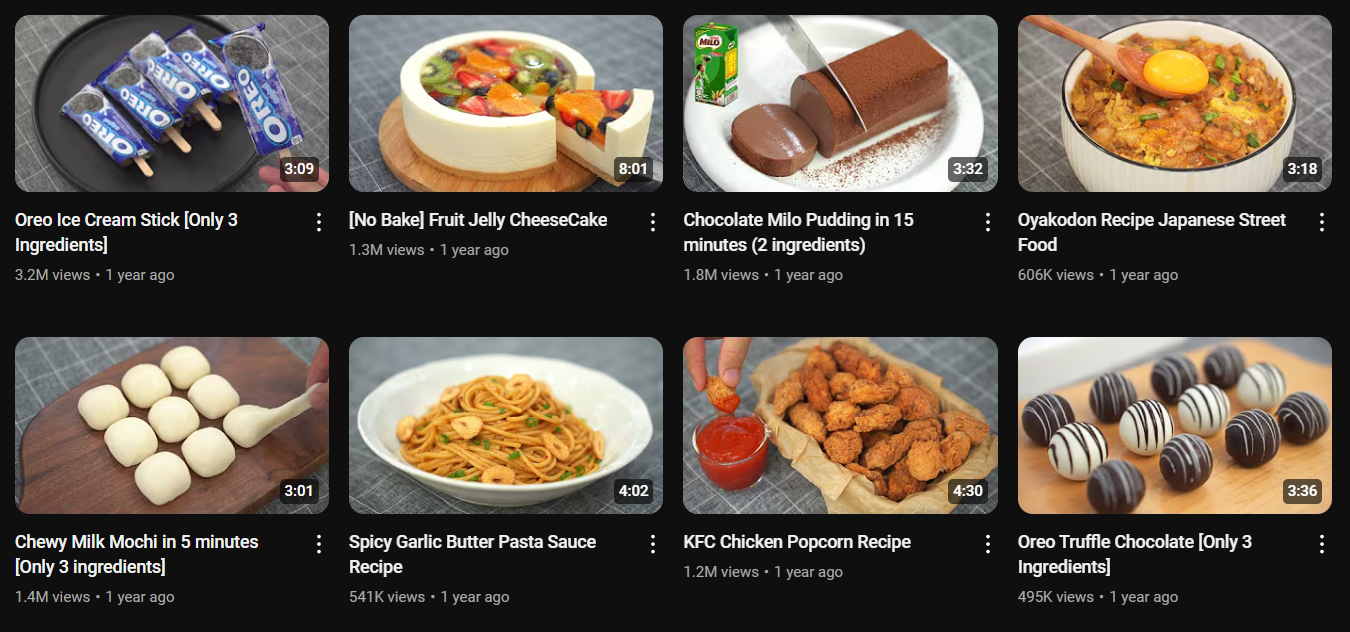 OREO
OREO
OREO
OREO
OREO
3:09
8:01
MILO
3:32
3:18
Oreo Ice Cream Stick [Only 3
Ingredients]
3.2M views • 1 year ago
[No Bake] Fruit Jelly CheeseCake
1.3M views • 1 year ago
Chocolate Milo Pudding in 15
minutes (2 ingredients)
1.8M views • 1 year ago
Oyakodon Recipe Japanese Street
Food
606K views • 1 year ago
3:01
4:02
4:30
3:36
Chewy Milk Mochi in 5 minutes
[Only 3 ingredients]
1.4M views • 1 year ago
Spicy Garlic Butter Pasta Sauce
Recipe
541K views • 1 year ago
KFC Chicken Popcorn Recipe
1.2M views • 1 year ago
Oreo Truffle Chocolate [Only 3
Ingredients]
495K views • 1 year ago